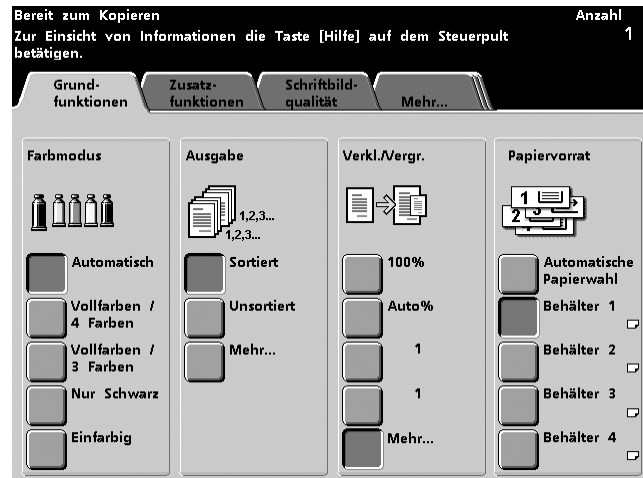 Bereit zum Kopieren
Anzahl
Zur Einsicht von Informationen die Taste [Hilfe] auf dem Steuerpult
1
betätigen.
Grund-
funktionen
Zusatz-
funktionen
Schriftbild-
qualität
Mehr...
Farbmodus
Automatisch
Vollfarben /
4 Farben
Vollfarben /
3 Farben
Nur Schwarz
Einfarbig
Ausgabe
1,2,3...
1,2,3...
Sortiert
Unsortiert
Mehr...
Verkl./Vergr.
100%
Auto%
1
1
Mehr...
Papiervorrat
1
2
3
Automatische
Papierwahl
Behälter 1
Behälter 2
Behälter 3
Behälter 4